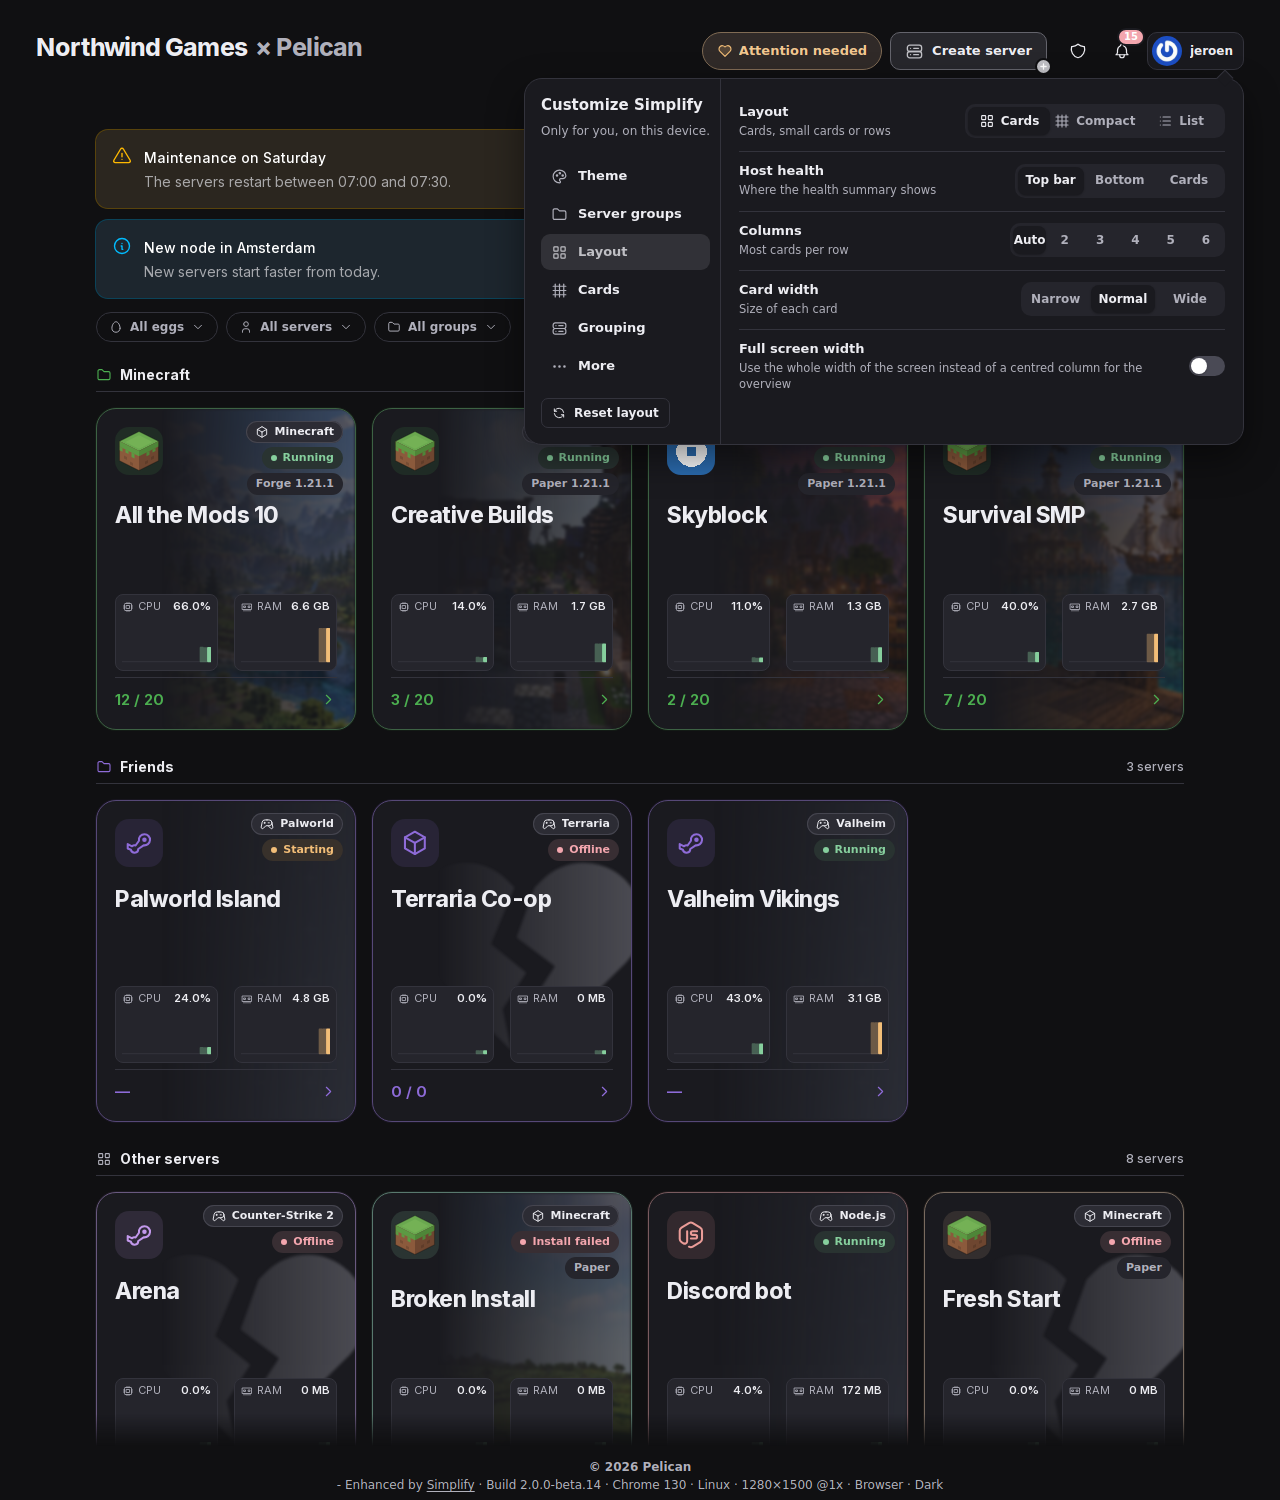 Northwind Games × Pelican
Attention needed
Create server
15
jeroen
Customize Simplify
Only for you, on this device.
Theme
Server groups
Layout
Cards
Grouping
More
Reset layout
Layout
Cards, small cards or rows
Cards
Compact
List
Host health
Where the health summary shows
Top bar
Bottom
Cards
Columns
Most cards per row
Auto
2
3
4
5
6
Card width
Size of each card
Narrow
Normal
Wide
Full screen width
Use the whole width of the screen instead of a centred column for the
overview
Maintenance on Saturday
The servers restart between 07:00 and 07:30.
New node in Amsterdam
New servers start faster from today.
All eggs
All servers
All groups
Minecraft
Minecraft
Running
Forge 1.21.1
All the Mods 10
CPU 66.0%
RAM 6.6 GB
12 / 20
Running
Paper 1.21.1
Creative Builds
CPU 14.0%
RAM 1.7 GB
3 / 20
Running
Paper 1.21.1
Skyblock
CPU 11.0%
RAM 1.3 GB
2 / 20
Running
Paper 1.21.1
Survival SMP
CPU 40.0%
RAM 2.7 GB
7 / 20
Friends
3 servers
Palworld
Starting
Palworld Island
CPU 24.0%
RAM 4.8 GB
—
Terraria
Offline
Terraria Co-op
CPU 0.0%
RAM 0 MB
0 / 0
Valheim
Running
Valheim Vikings
CPU 43.0%
RAM 3.1 GB
—
Other servers
8 servers
Counter-Strike 2
Offline
Arena
CPU 0.0%
RAM 0 MB
Minecraft
Install failed
Paper
Broken Install
CPU 0.0%
RAM 0 MB
Node.js
Running
Discord bot
CPU 4.0%
RAM 172 MB
Minecraft
Offline
Paper
Fresh Start
CPU 0.0%
RAM 0 MB
© 2026 Pelican
- Enhanced by Simplify · Build 2.0.0-beta.14 · Chrome 130 · Linux · 1280×1500 @1x · Browser · Dark